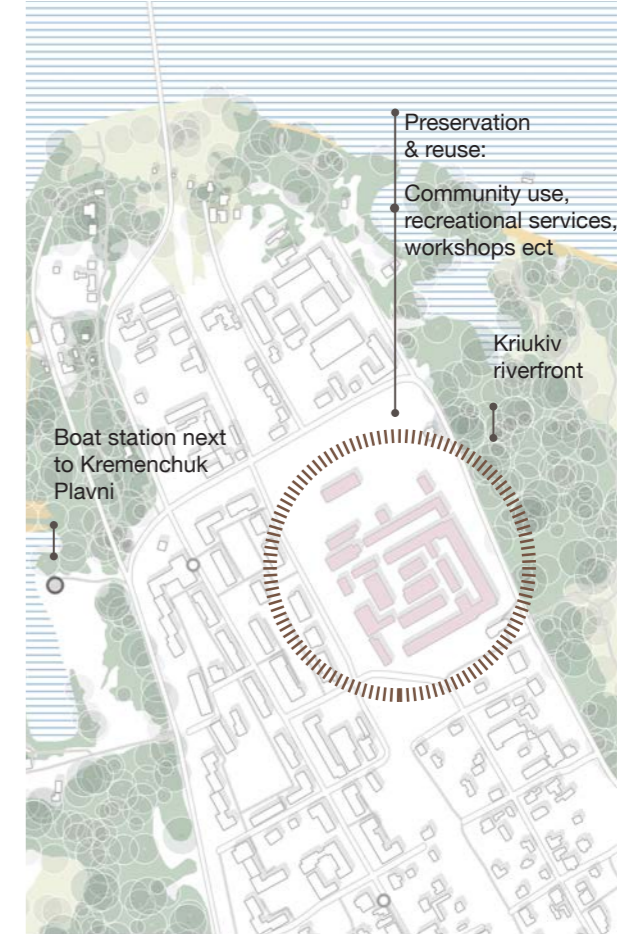 Preservation
& reuse:
Community use,
recreational services,
workshops ect
Kriukiv
riverfront
Boat station next
to Kremenchuk
Plavni